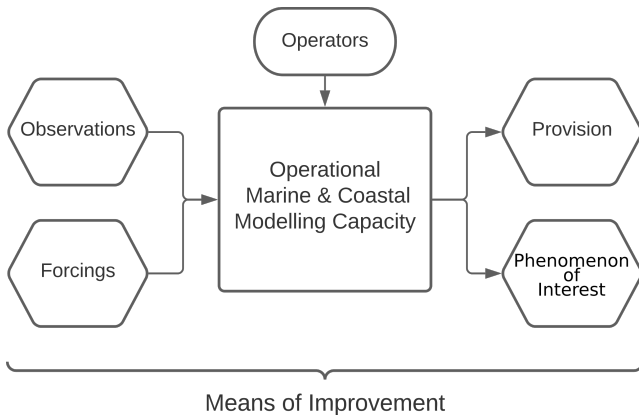 Operators
Observations
Forcings
Operational
Marine & Coastal
Modelling Capacity
Provision
Phenomenon
of
Interest
Means of Improvement